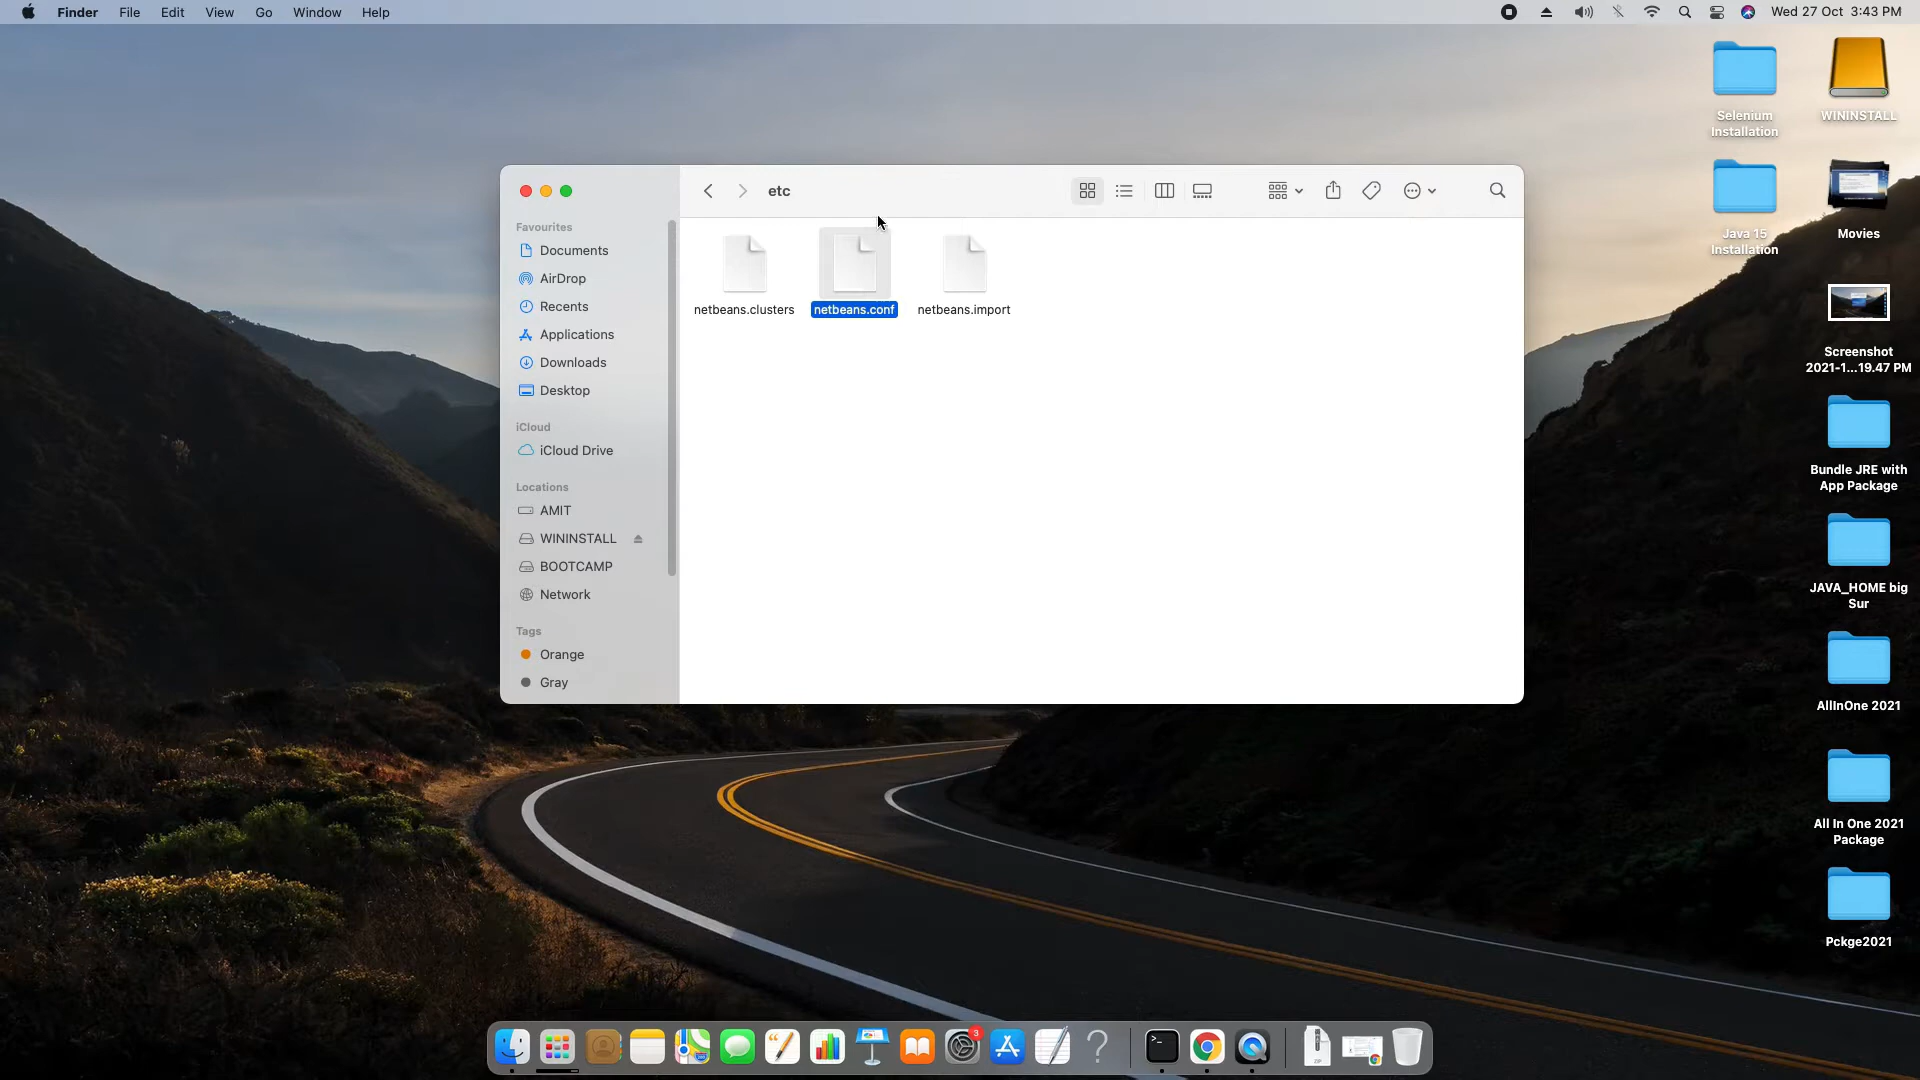 Finder File Edit View Go Window Help
Wed 27 Oct 3:43 PM
etc
Favourites
Documents
AirDrop
Recents
Applications
Downloads
Desktop
iCloud
iCloud Drive
Locations
AMIT
WININSTALL
BOOTCAMP
Network
Tags
Orange
Gray
netbeans.clusters
netbeans.conf
netbeans.import
Selenium
Installation
WININSTALL
Java 15
Installation
Movies
Screenshot
2021-1...19.47 PM
Bundle JRE with
App Package
JAVA_HOME big
Sur
AllInOne 2021
All In One 2021
Package
Pckge2021
3
ZIP